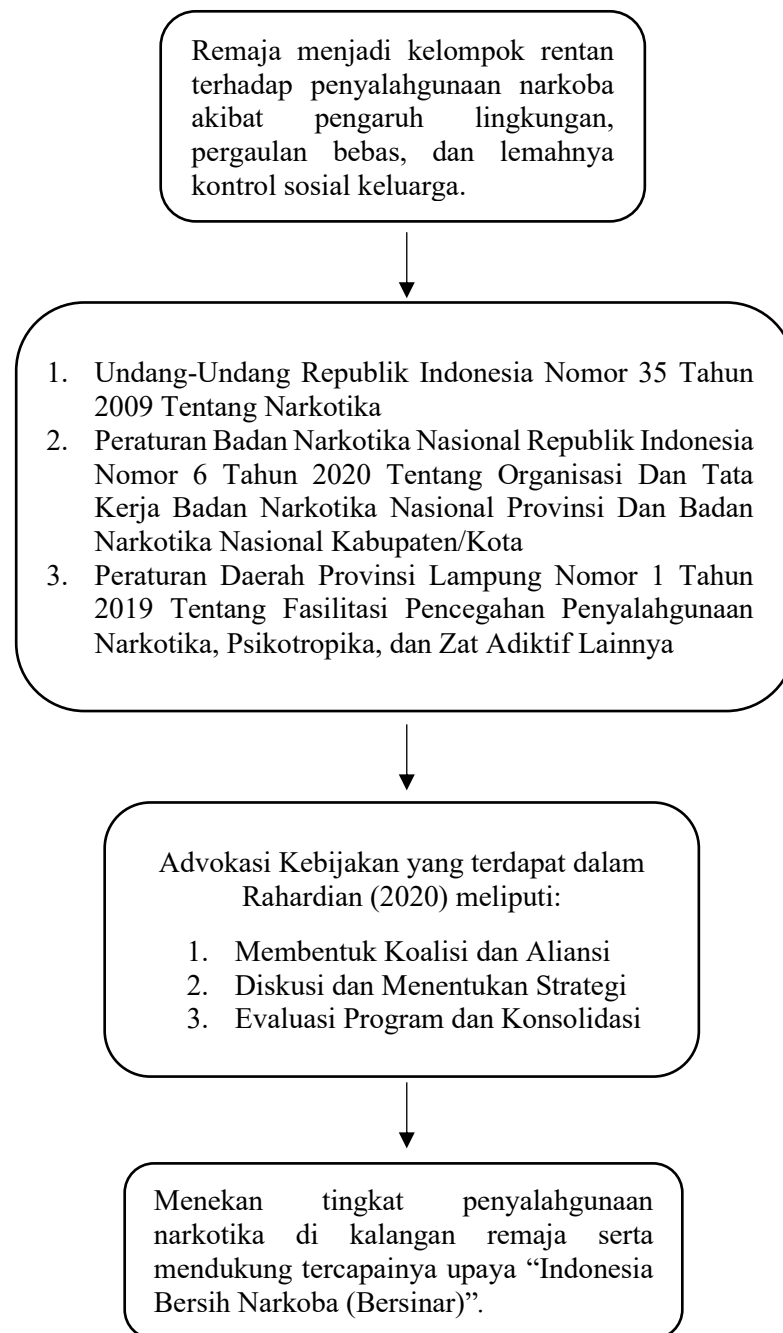 Remaja menjadi kelompok rentan
terhadap penyalahgunaan narkoba
akibat pengaruh lingkungan,
pergaulan bebas, dan lemahnya
kontrol sosial keluarga.
1. Undang-Undang Republik Indonesia Nomor 35 Tahun
2009 Tentang Narkotika
2. Peraturan Badan Narkotika Nasional Republik Indonesia
Nomor 6 Tahun 2020 Tentang Organisasi Dan Tata
Kerja Badan Narkotika Nasional Provinsi Dan Badan
Narkotika Nasional Kabupaten/Kota
3. Peraturan Daerah Provinsi Lampung Nomor 1 Tahun
2019 Tentang Fasilitasi Pencegahan Penyalahgunaan
Narkotika, Psikotropika, dan Zat Adiktif Lainnya
Advokasi Kebijakan yang terdapat dalam
Rahardian (2020) meliputi:
1. Membentuk Koalisi dan Aliansi
2. Diskusi dan Menentukan Strategi
3. Evaluasi Program dan Konsolidasi
Menekan tingkat penyalahgunaan
narkotika di kalangan remaja serta
mendukung tercapainya upaya “Indonesia
Bersih Narkoba (Bersinar)”.